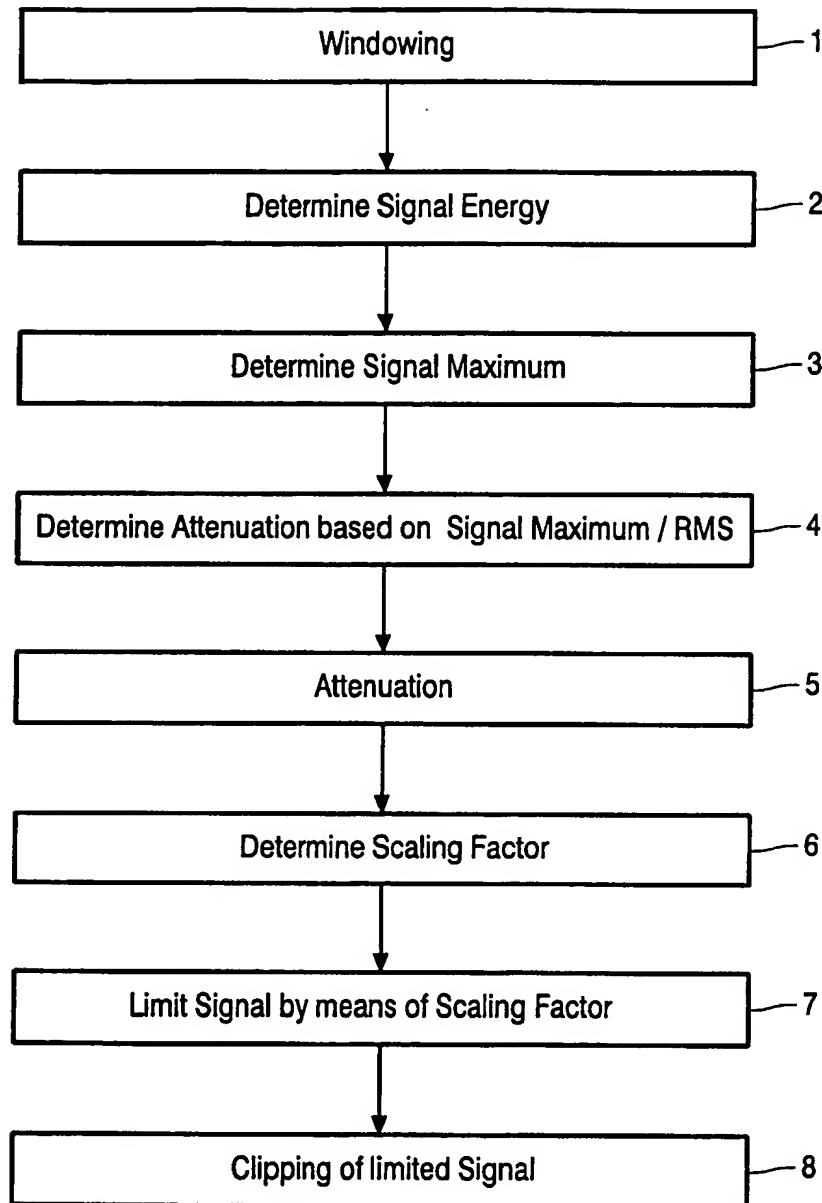 Windowing 1
Determine Signal Energy 2
Determine Signal Maximum 3
Determine Attenuation based on Signal Maximum / RMS 4
Attenuation 5
Determine Scaling Factor 6
Limit Signal by means of Scaling Factor 7
Clipping of limited Signal 8